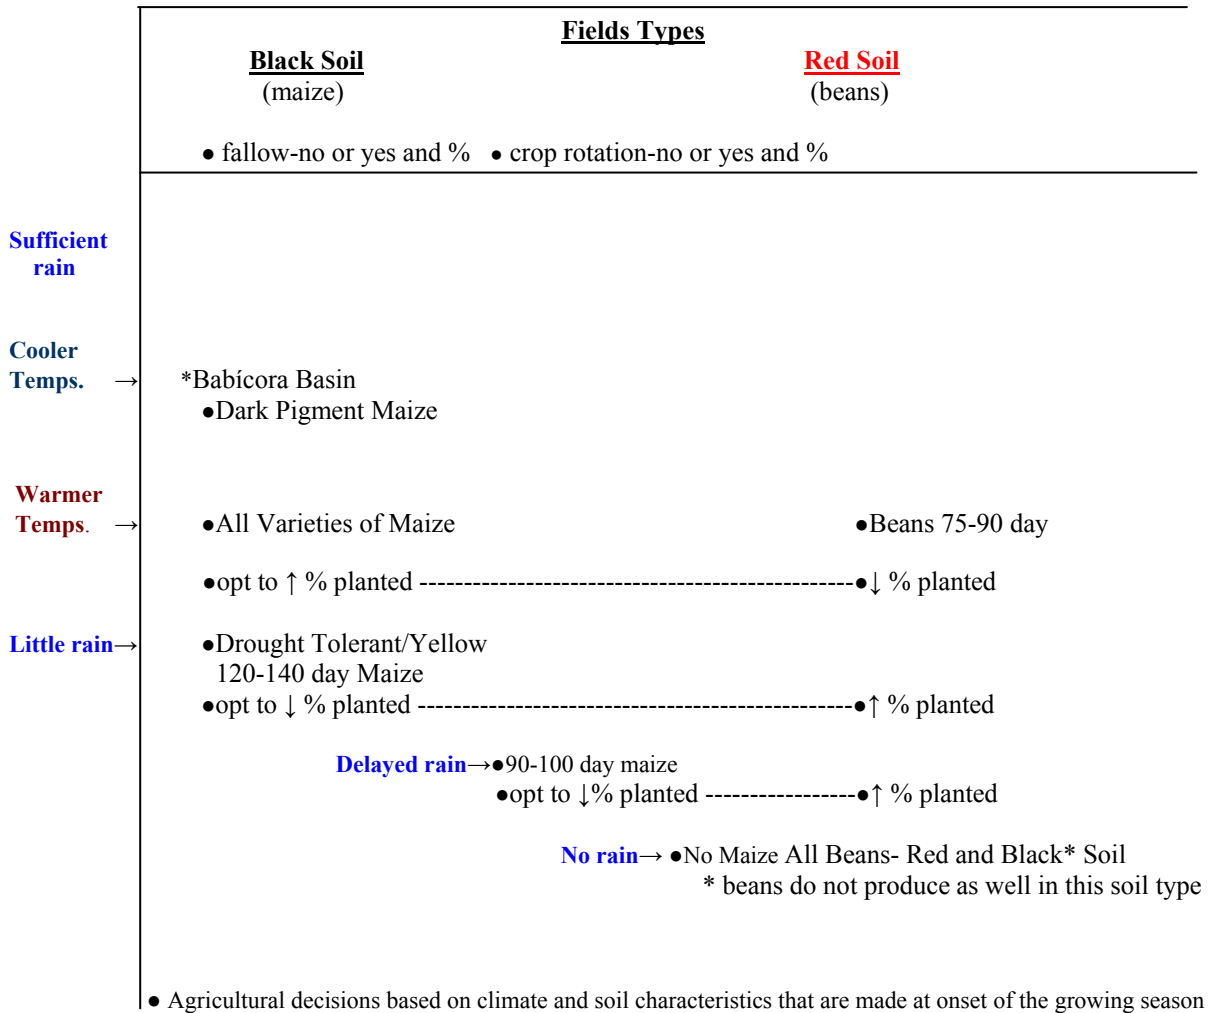 Fields Types
Black Soil Red Soil
(maize) (beans)
● fallow-no or yes and % ● crop rotation-no or yes and %
Sufficient
rain
Cooler
Temps. → *Babícora Basin
●Dark Pigment Maize
Warmer
Temps. → ●All Varieties of Maize ●Beans 75-90 day
●opt to ↑ % planted -------------------------------------------------●↓ % planted
Little rain→ ●Drought Tolerant/Yellow
120-140 day Maize
●opt to ↓ % planted -------------------------------------------------●↑ % planted
Delayed rain→●90-100 day maize
●opt to ↓% planted -----------------●↑ % planted
No rain→ ●No Maize All Beans- Red and Black* Soil
* beans do not produce as well in this soil type
● Agricultural decisions based on climate and soil characteristics that are made at onset of the growing season